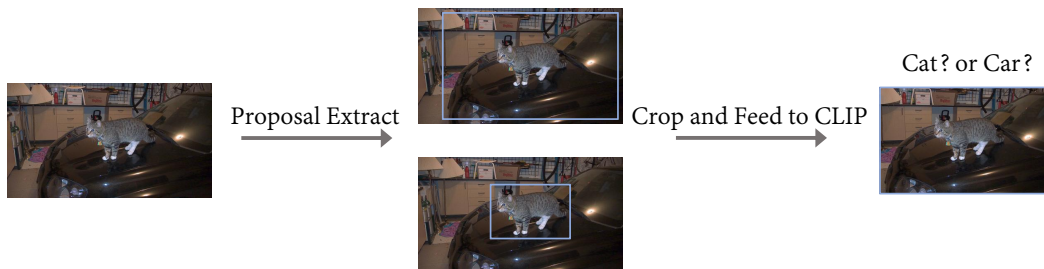 Proposal Extract
Crop and Feed to CLIP
Cat? or Car?